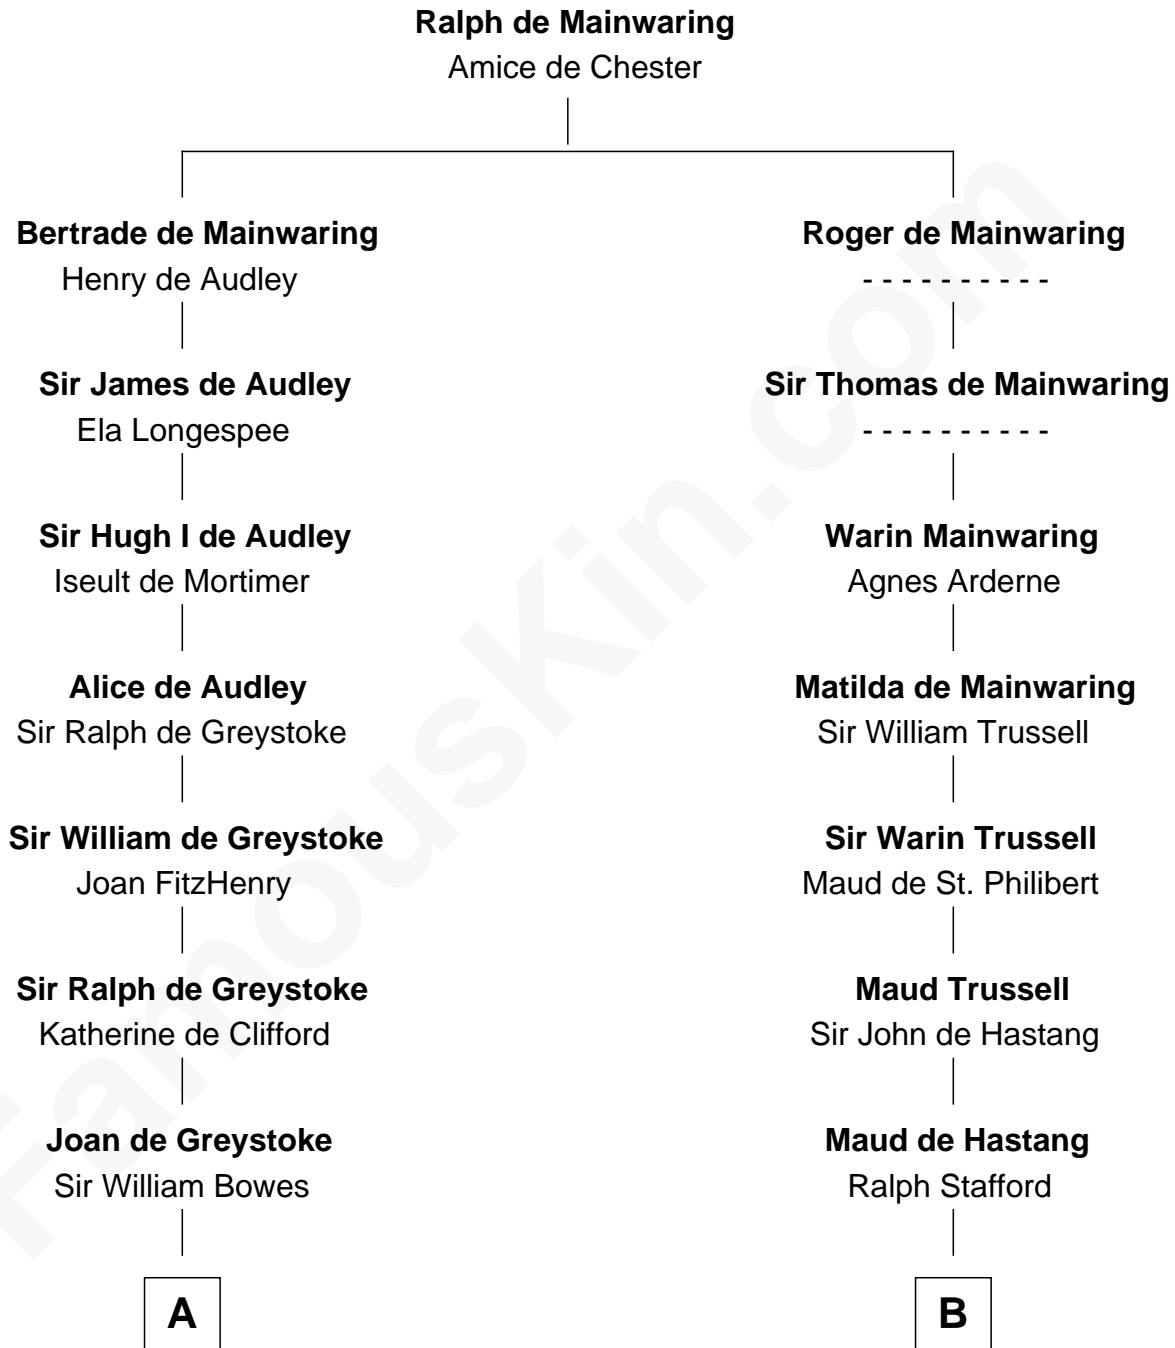 Ralph de Mainwaring
Amice de Chester
Bertrade de Mainwaring
Henry de Audley
Roger de Mainwaring
- - - - - - - - - -
Sir James de Audley
Ela Longespee
Sir Thomas de Mainwaring
- - - - - - - - - -
Sir Hugh I de Audley
Iseult de Mortimer
Warin Mainwaring
Agnes Arderne
Alice de Audley
Sir Ralph de Greystoke
Matilda de Mainwaring
Sir William Trussell
Sir William de Greystoke
Joan FitzHenry
Sir Warin Trussell
Maud de St. Philibert
Sir Ralph de Greystoke
Katherine de Clifford
Maud Trussell
Sir John de Hastang
Joan de Greystoke
Sir William Bowes
Maud de Hastang
Ralph Stafford
A
B
FamousKin.com